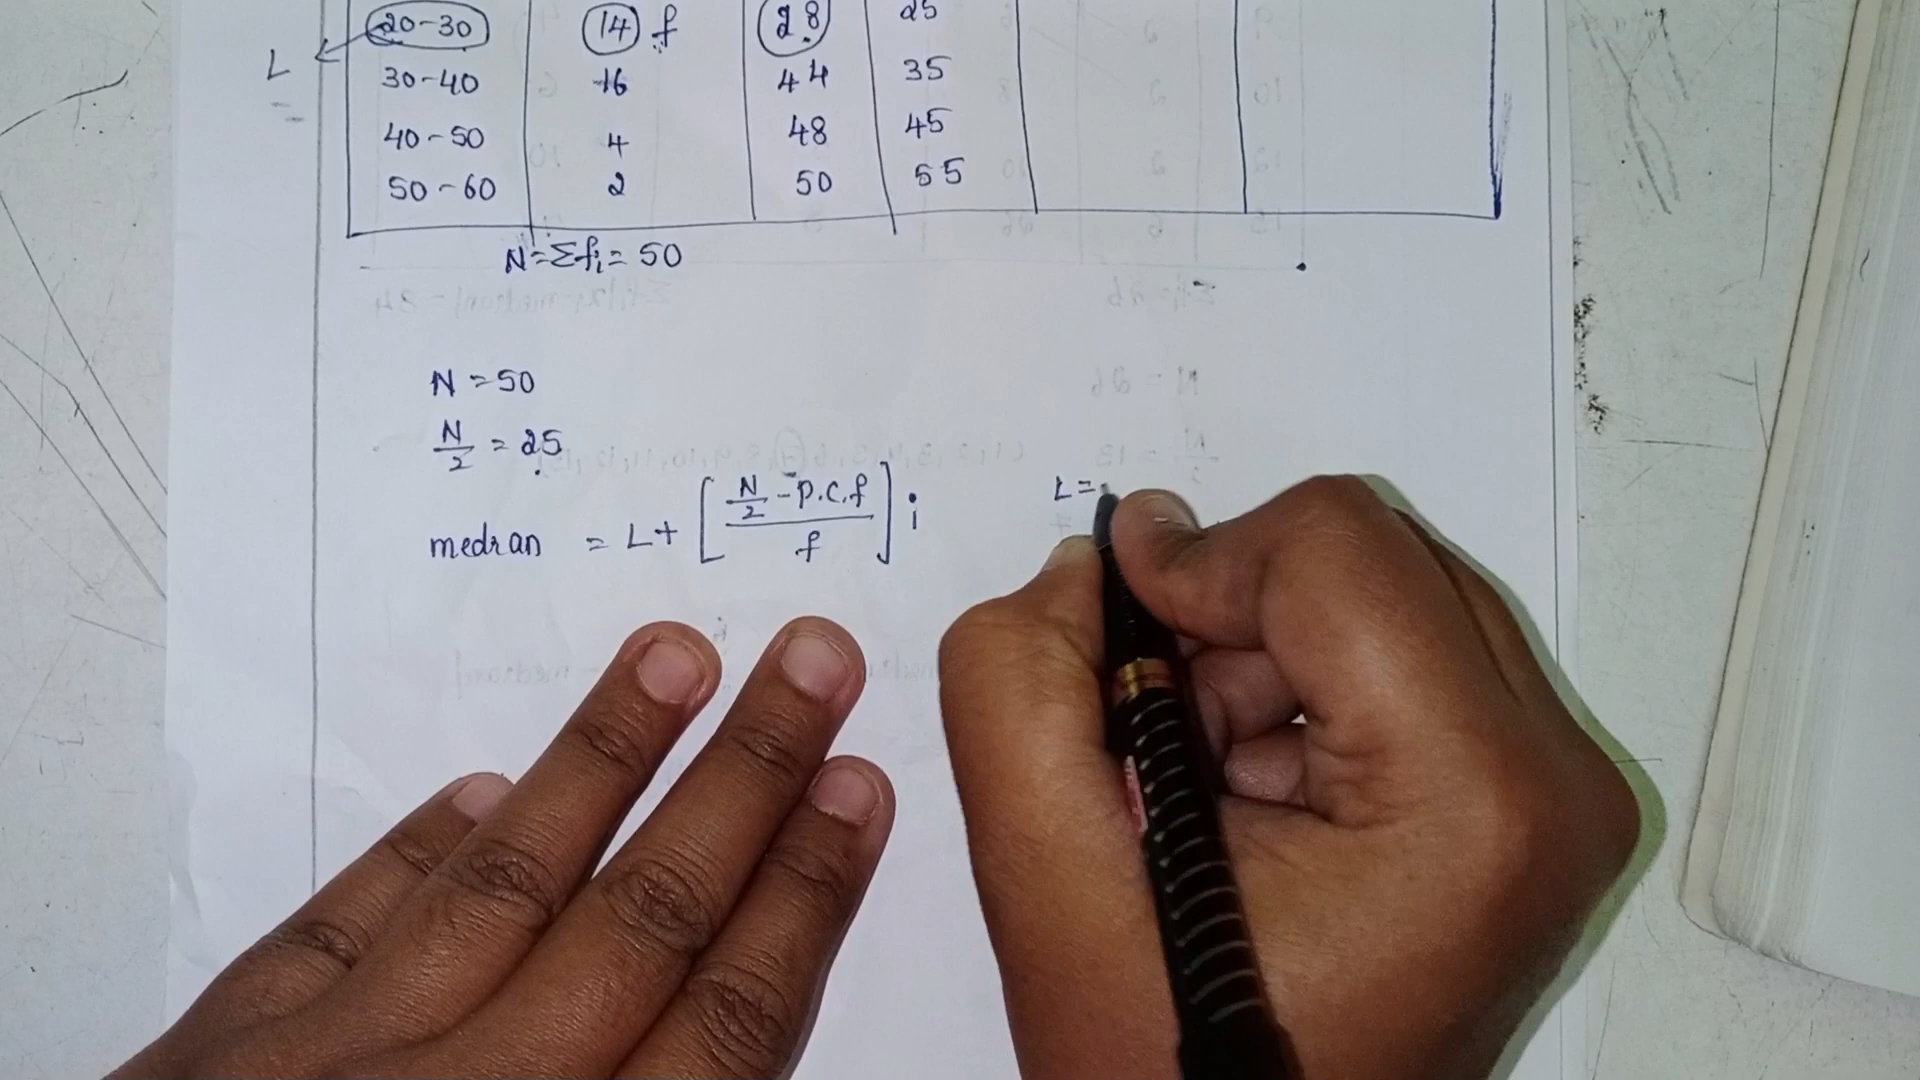 20-30 14 f 28 25
L
30-40 16 44 35
40-50 4 48 45
50-60 2 50 55
N=Σfi= 50
N = 50
N/2 = 25
median = L+ [N/2 - p.c.f / f] i
L=